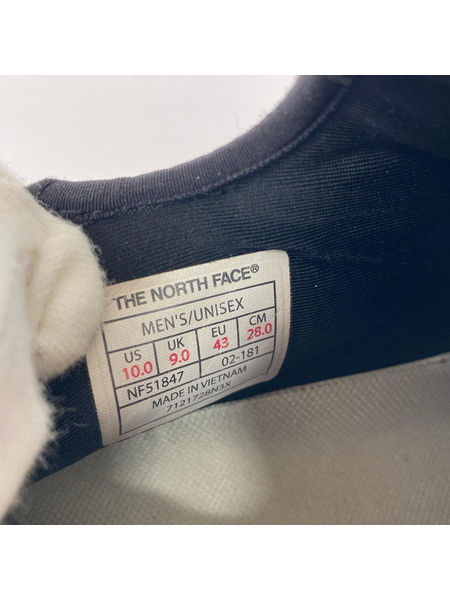 THE NORTH FACE®
MEN'S/UNISEX
US UK EU CM
10.0 9.0 43 28.0
NF51847 02-181
MADE IN VIETNAM
7121728N3X